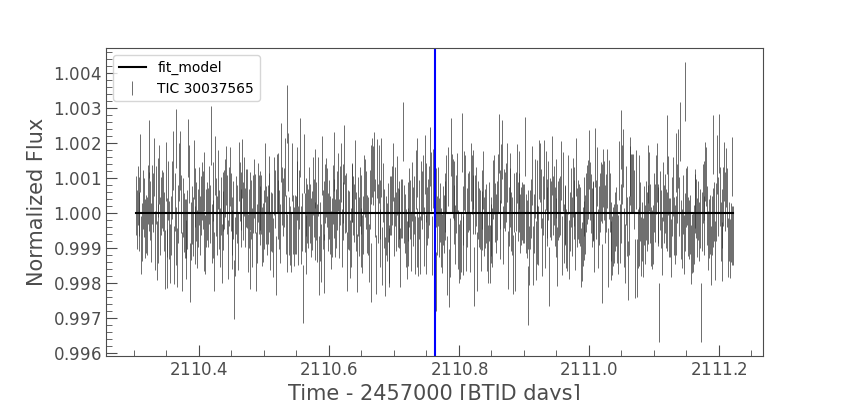 fit_model
TIC 30037565
1.004
1.003
1.002
1.001
1.000
0.999
0.998
0.997
0.996
Normalized Flux
2110.4 2110.6 2110.8 2111.0 2111.2
Time - 2457000 [BTJD days]